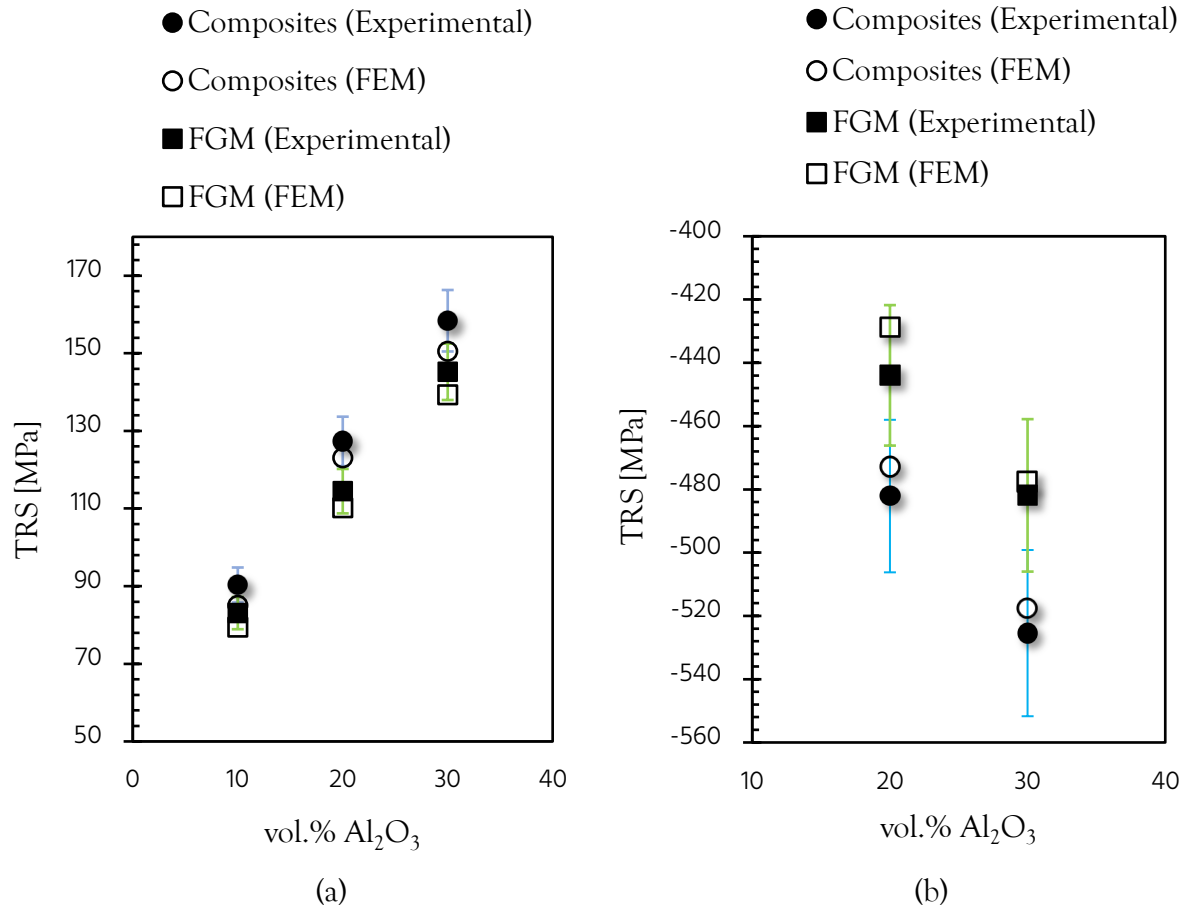 Composites (Experimental)
Composites (FEM)
FGM (Experimental)
FGM (FEM)
TRS [MPa]
170
150
130
110
90
70
50
0 10 20 30 40
vol.% Al₂O₃
(a)
Composites (Experimental)
Composites (FEM)
FGM (Experimental)
FGM (FEM)
TRS [MPa]
-400
-420
-440
-460
-480
-500
-520
-540
-560
10 20 30 40
vol.% Al₂O₃
(b)